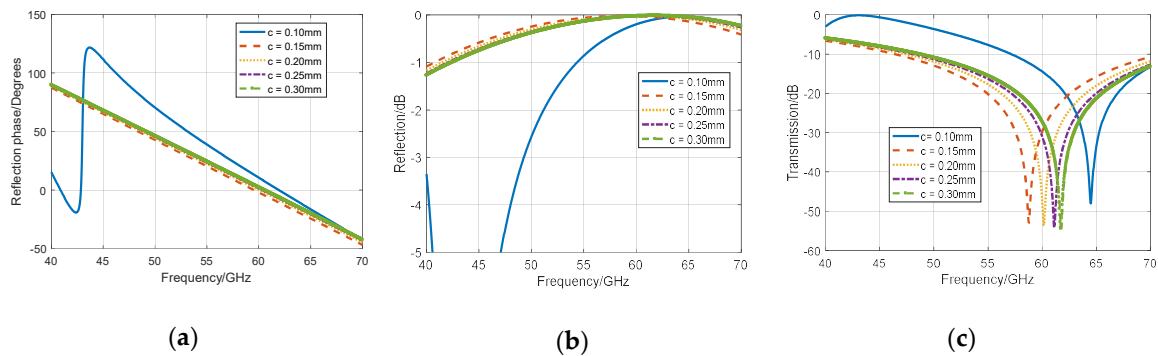 150
100
50
0
-50
40
45
50
55
60
65
70
Reflection phase/Degrees
Frequency/GHz
c = 0.10mm
c = 0.15mm
c = 0.20mm
c = 0.25mm
c = 0.30mm
(a)
0
-1
-2
-3
-4
-5
40
45
50
55
60
65
70
Reflection/dB
Frequency/GHz
c = 0.10mm
c = 0.15mm
c = 0.20mm
c = 0.25mm
c = 0.30mm
(b)
0
-10
-20
-30
-40
-50
-60
40
45
50
55
60
65
70
Transmission/dB
Frequency/GHz
c= 0.10mm
c = 0.15mm
c = 0.20mm
c = 0.25mm
c = 0.30mm
(c)